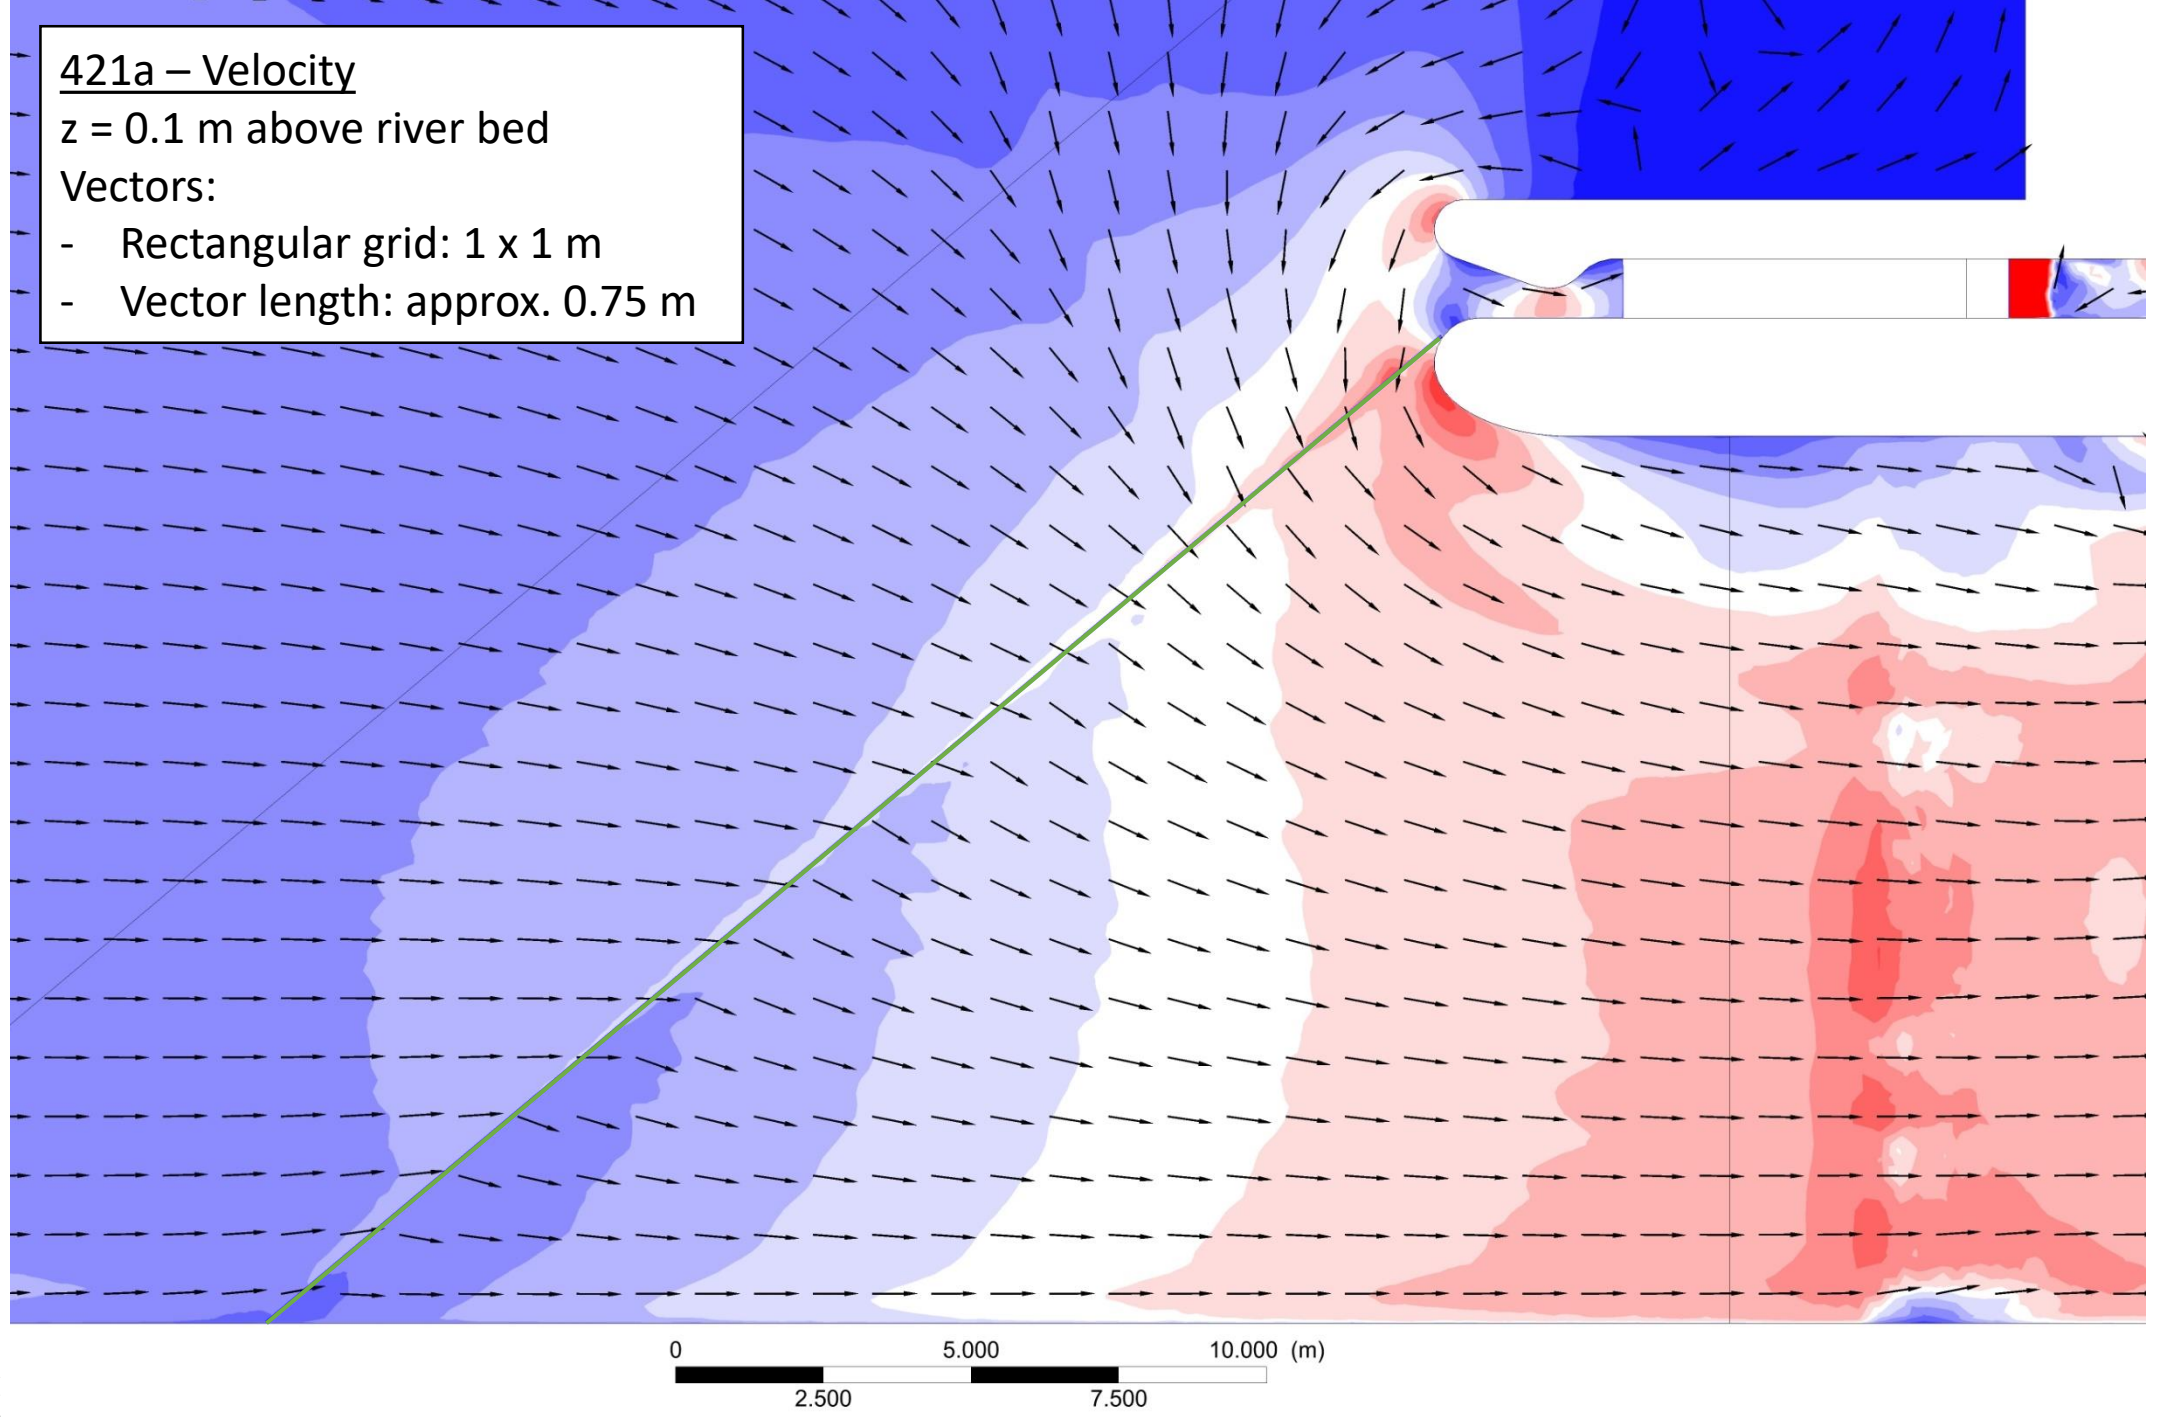 421a – Velocity
z = 0.1 m above river bed
Vectors:
- Rectangular grid: 1 x 1 m
- Vector length: approx. 0.75 m
0 5.000 10.000 (m)
2.500 7.500